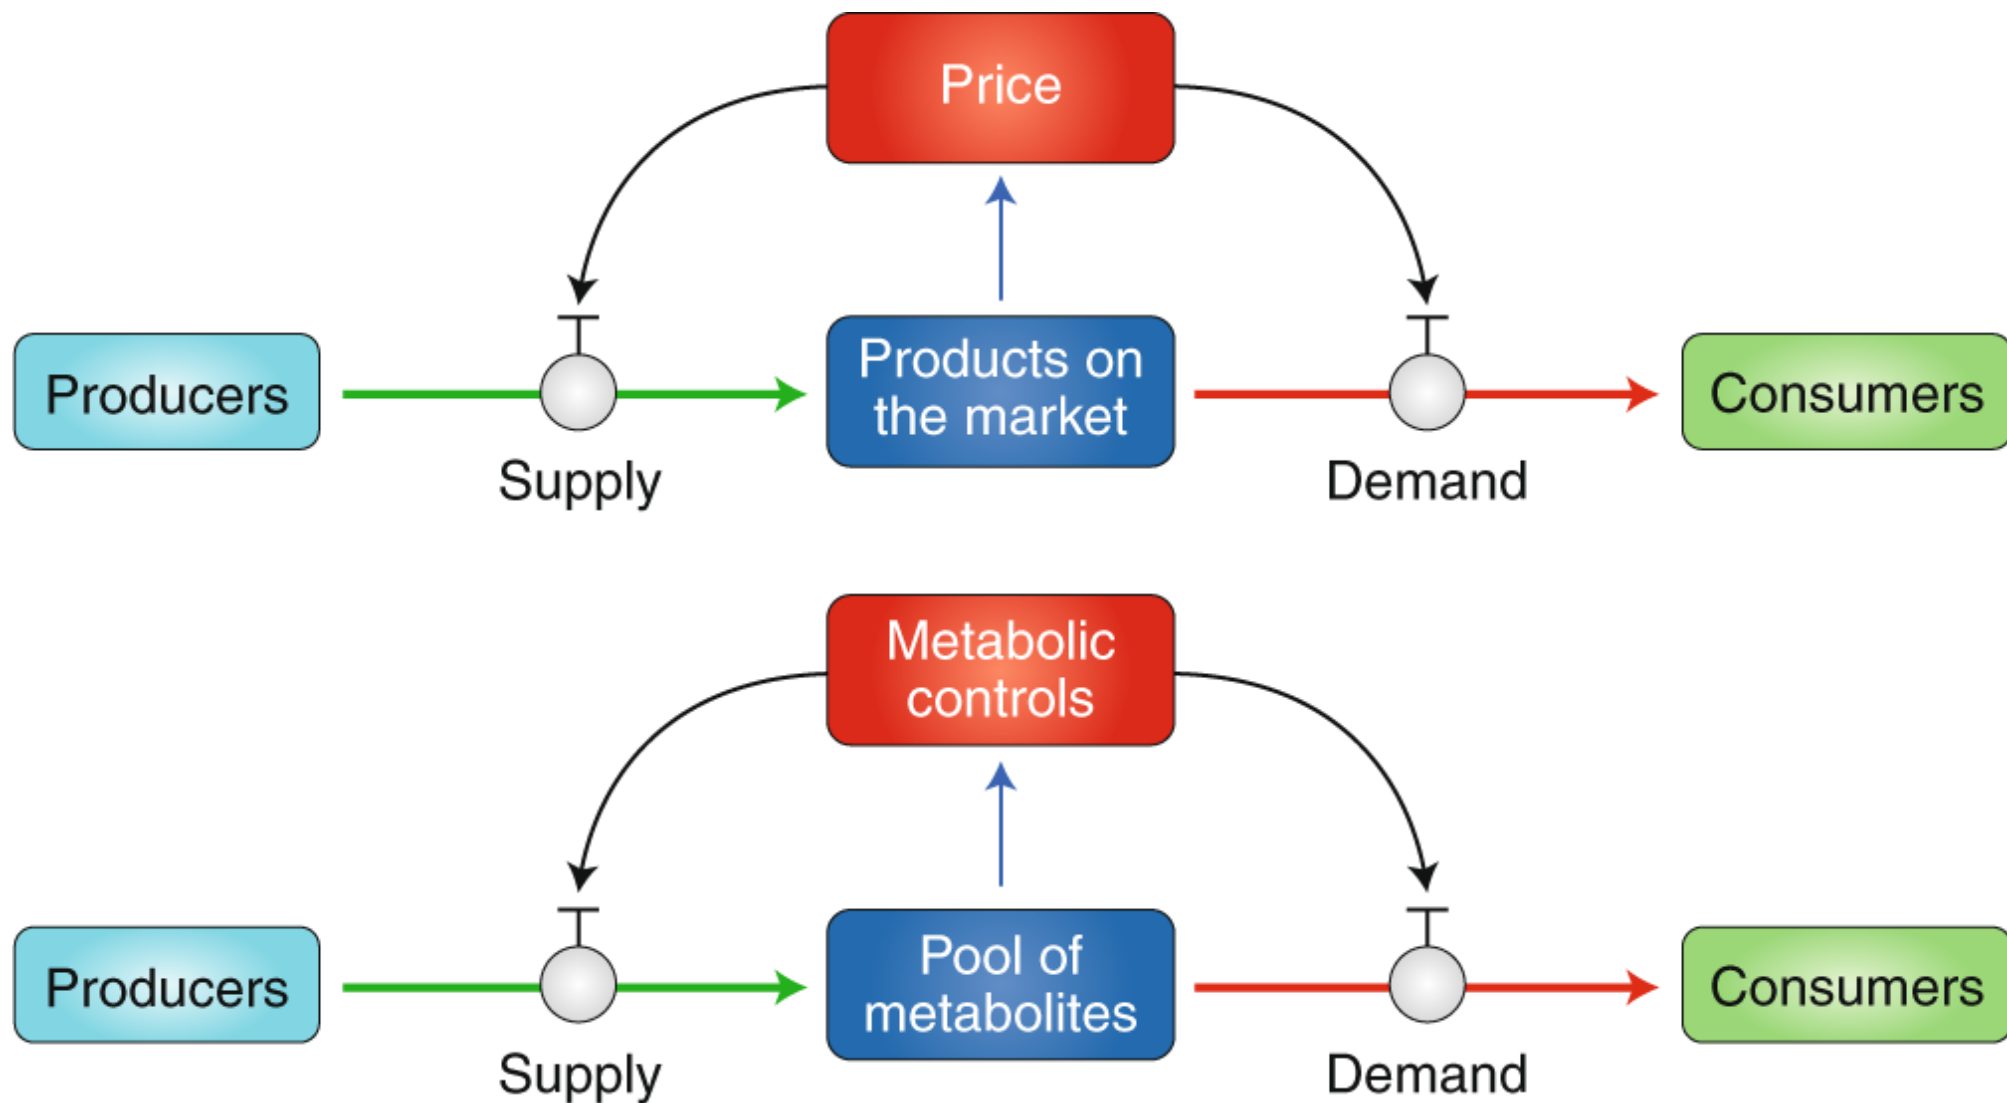 Price
Producers
Products on
the market
Consumers
Supply
Demand
Metabolic
controls
Producers
Pool of
metabolites
Consumers
Supply
Demand